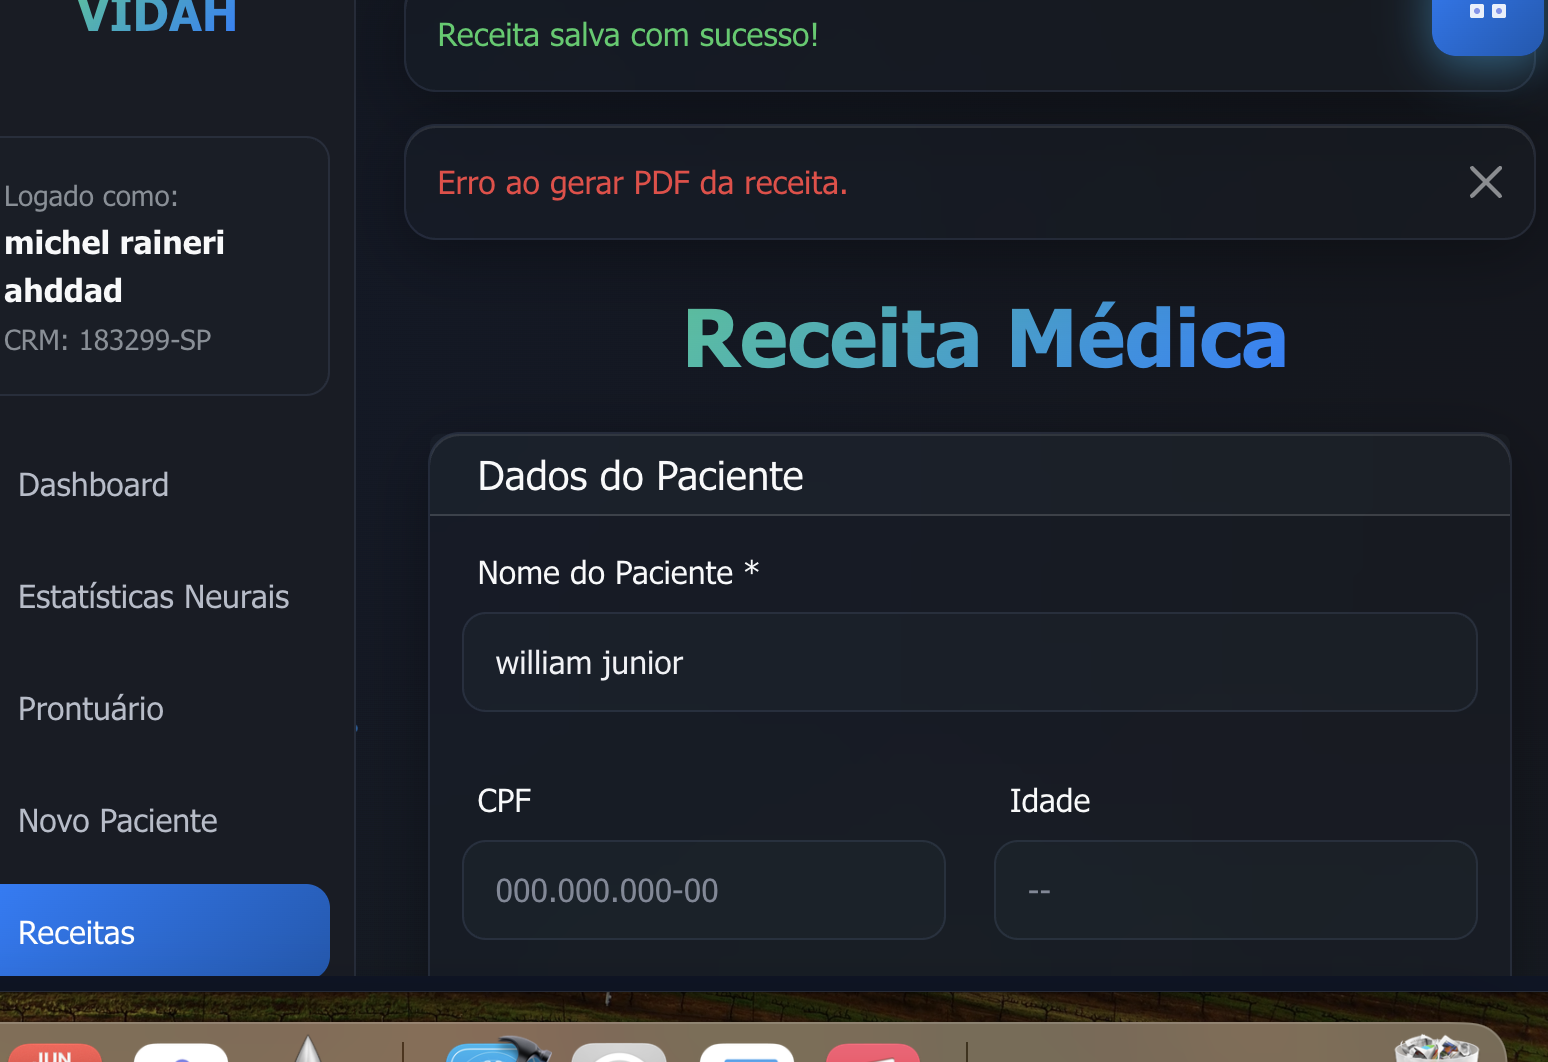 VIDAH
Logado como:
michel raineri
ahddad
CRM: 183299-SP
Dashboard
Estatísticas Neurais
Prontuário
Novo Paciente
Receitas
Receita salva com sucesso!
Erro ao gerar PDF da receita.
Receita Médica
Dados do Paciente
Nome do Paciente *
william junior
CPF
Idade
000.000.000-00
--
JUN